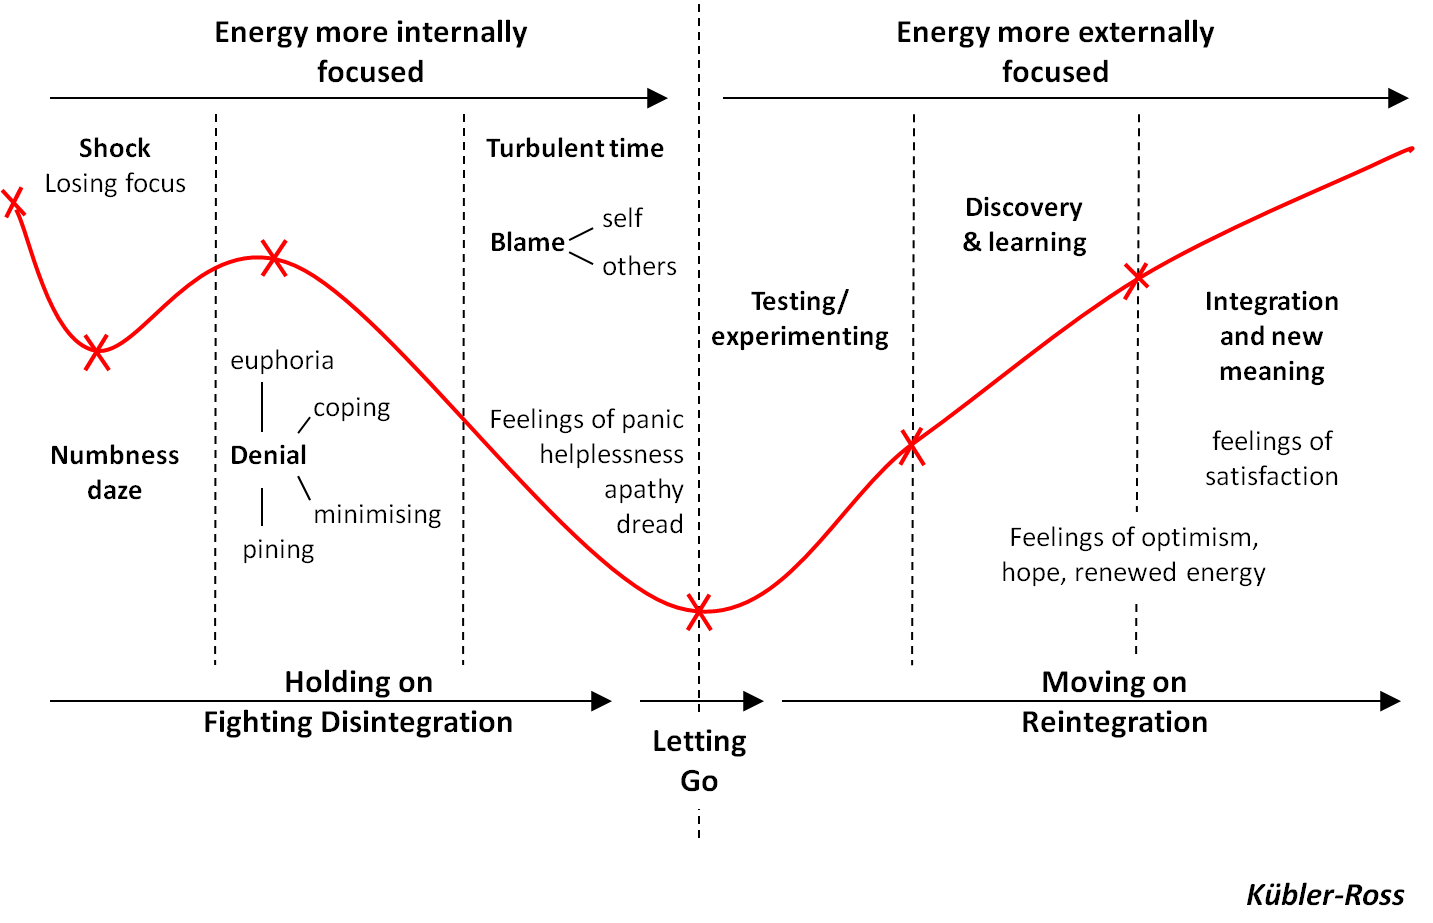 Energy more internally
focused
Energy more externally
focused
Shock
Losing focus
Turbulent time
Blame
self
others
Discovery
& learning
Testing/
experimenting
Integration
and new
meaning
euphoria
coping
Numbness
daze
Denial
minimising
pining
Feelings of panic
helplessness
apathy
dread
feelings of
satisfaction
Feelings of optimism,
hope, renewed energy
Holding on
Fighting Disintegration
Letting
Go
Moving on
Reintegration
Kübler-Ross